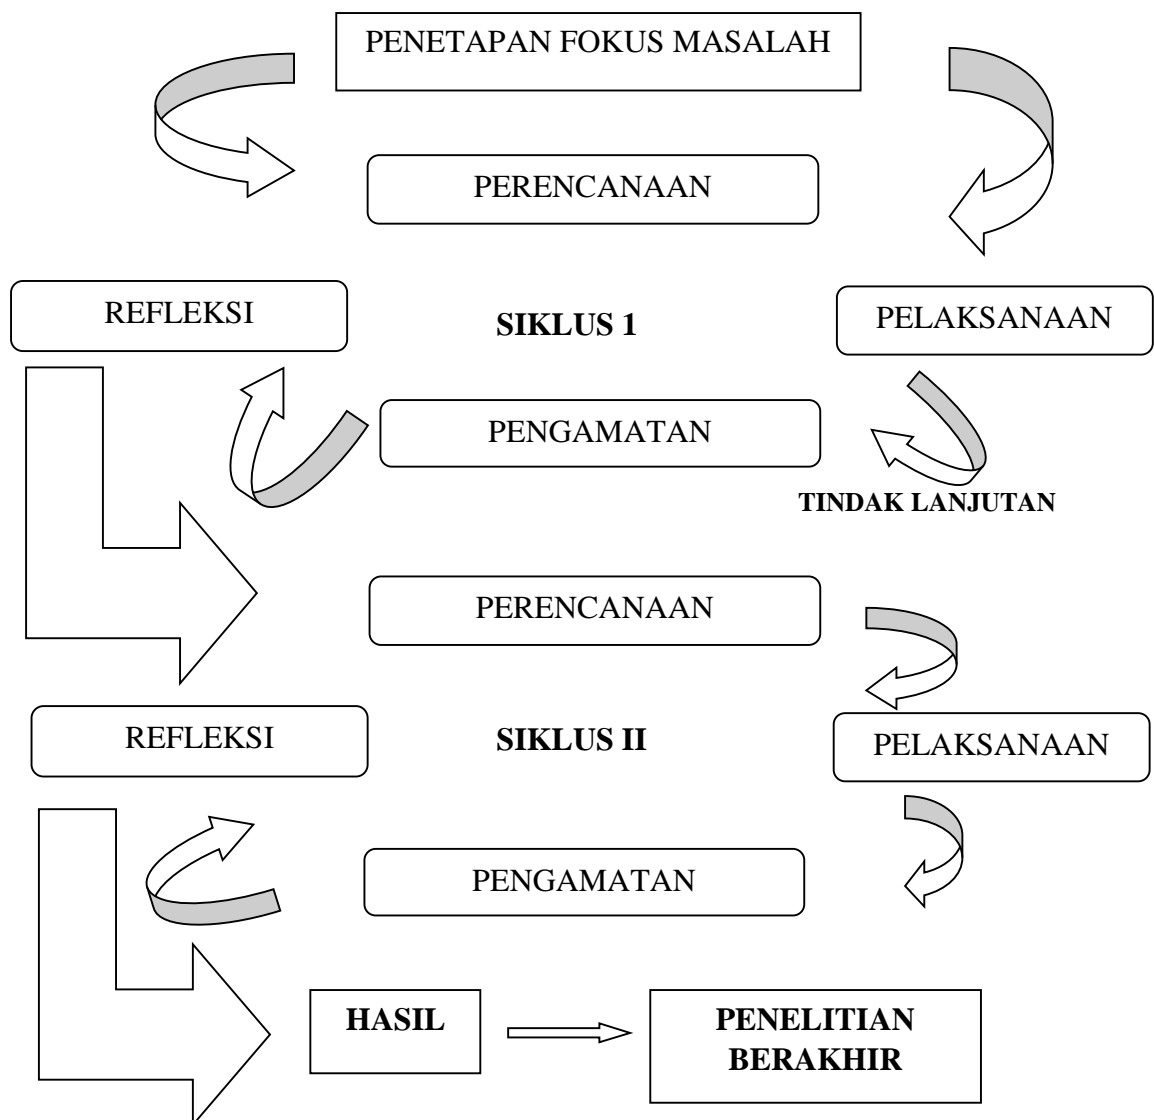 PENETAPAN FOKUS MASALAH
PERENCANAAN
REFLEKSI
SIKLUS 1
PELAKSANAAN
PENGAMATAN
TINDAK LANJUTAN
PERENCANAAN
REFLEKSI
SIKLUS II
PELAKSANAAN
PENGAMATAN
HASIL
PENELITIAN
BERAKHIR